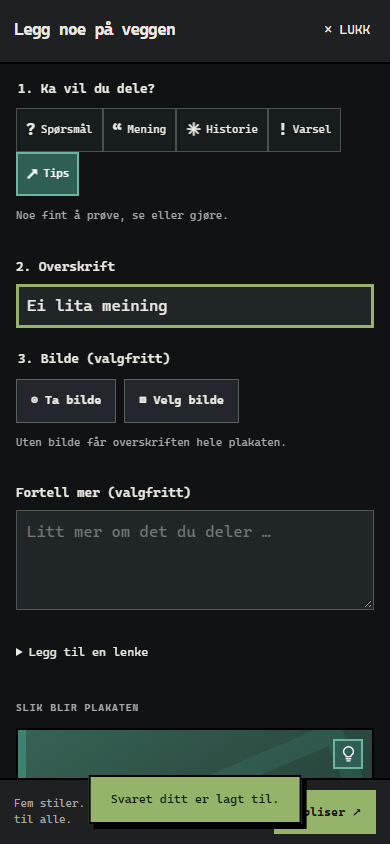 Legg noe på veggen
× LUKK
1. Ka vil du dele?
? Spørsmål
“ Mening
✳ Historie
! Varsel
↗ Tips
Noe fint å prøve, se eller gjøre.
2. Overskrift
Ei lita meining
3. Bilde (valgfritt)
Ta bilde
Velg bilde
Uten bilde får overskriften hele plakaten.
Fortell mer (valgfritt)
Litt mer om det du deler …
▶ Legg til en lenke
SLIK BLIR PLAKATEN
Fem stiler.
til alle.
Svaret ditt er lagt til.